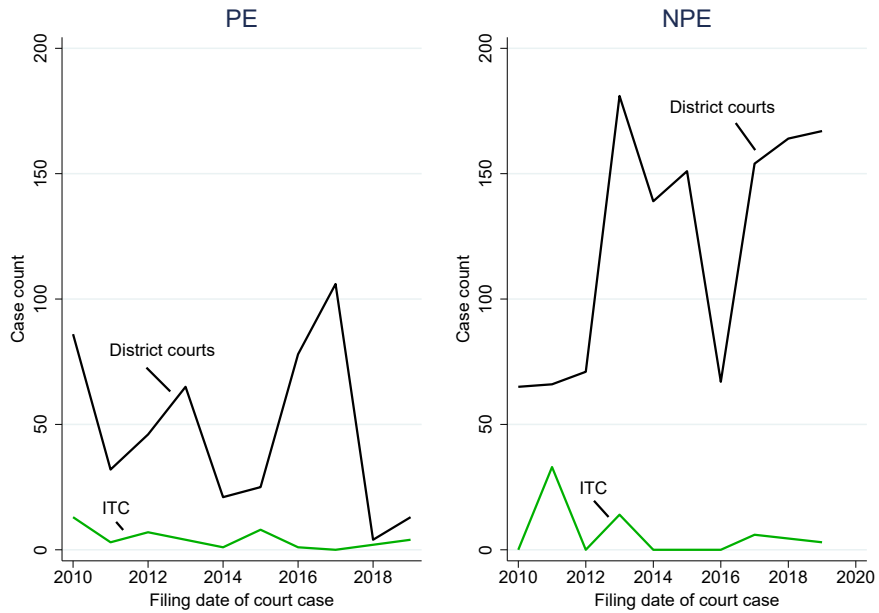 PE
200
150
100
50
0
Case count
District courts
ITC
2010 2012 2014 2016 2018
Filing date of court case
NPE
200
150
100
50
0
Case count
District courts
ITC
2010 2012 2014 2016 2018 2020
Filing date of court case